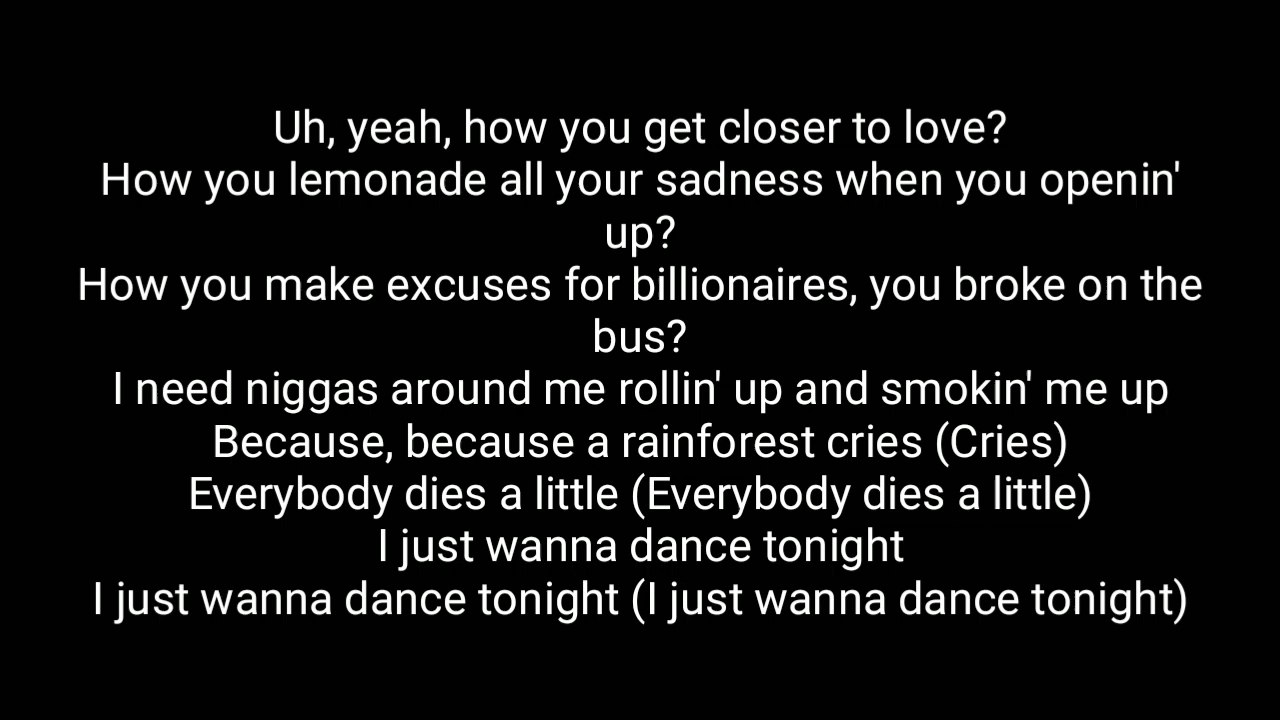 Uh, yeah, how you get closer to love?
How you lemonade all your sadness when you openin'
up?
How you make excuses for billionaires, you broke on the
bus?
I need niggas around me rollin' up and smokin' me up
Because, because a rainforest cries (Cries)
Everybody dies a little (Everybody dies a little)
I just wanna dance tonight
I just wanna dance tonight (I just wanna dance tonight)